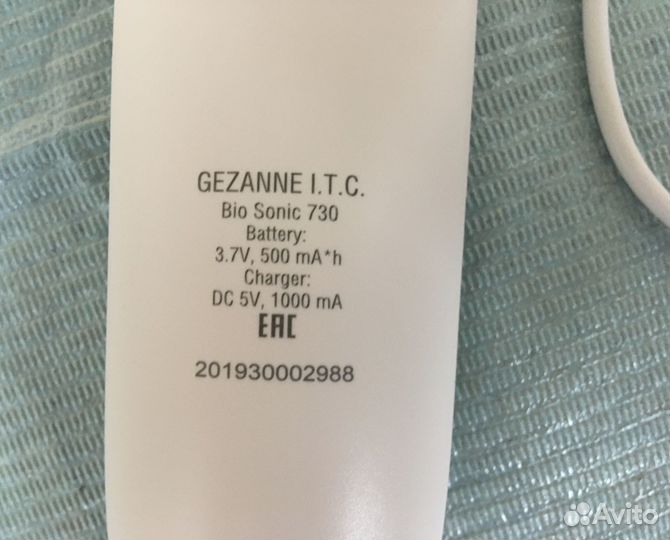 GEZANNE I.T.C.
Bio Sonic 730
Battery:
3.7V, 500 mA*h
Charger:
DC 5V, 1000 mA
EAC
201930002988
Avito